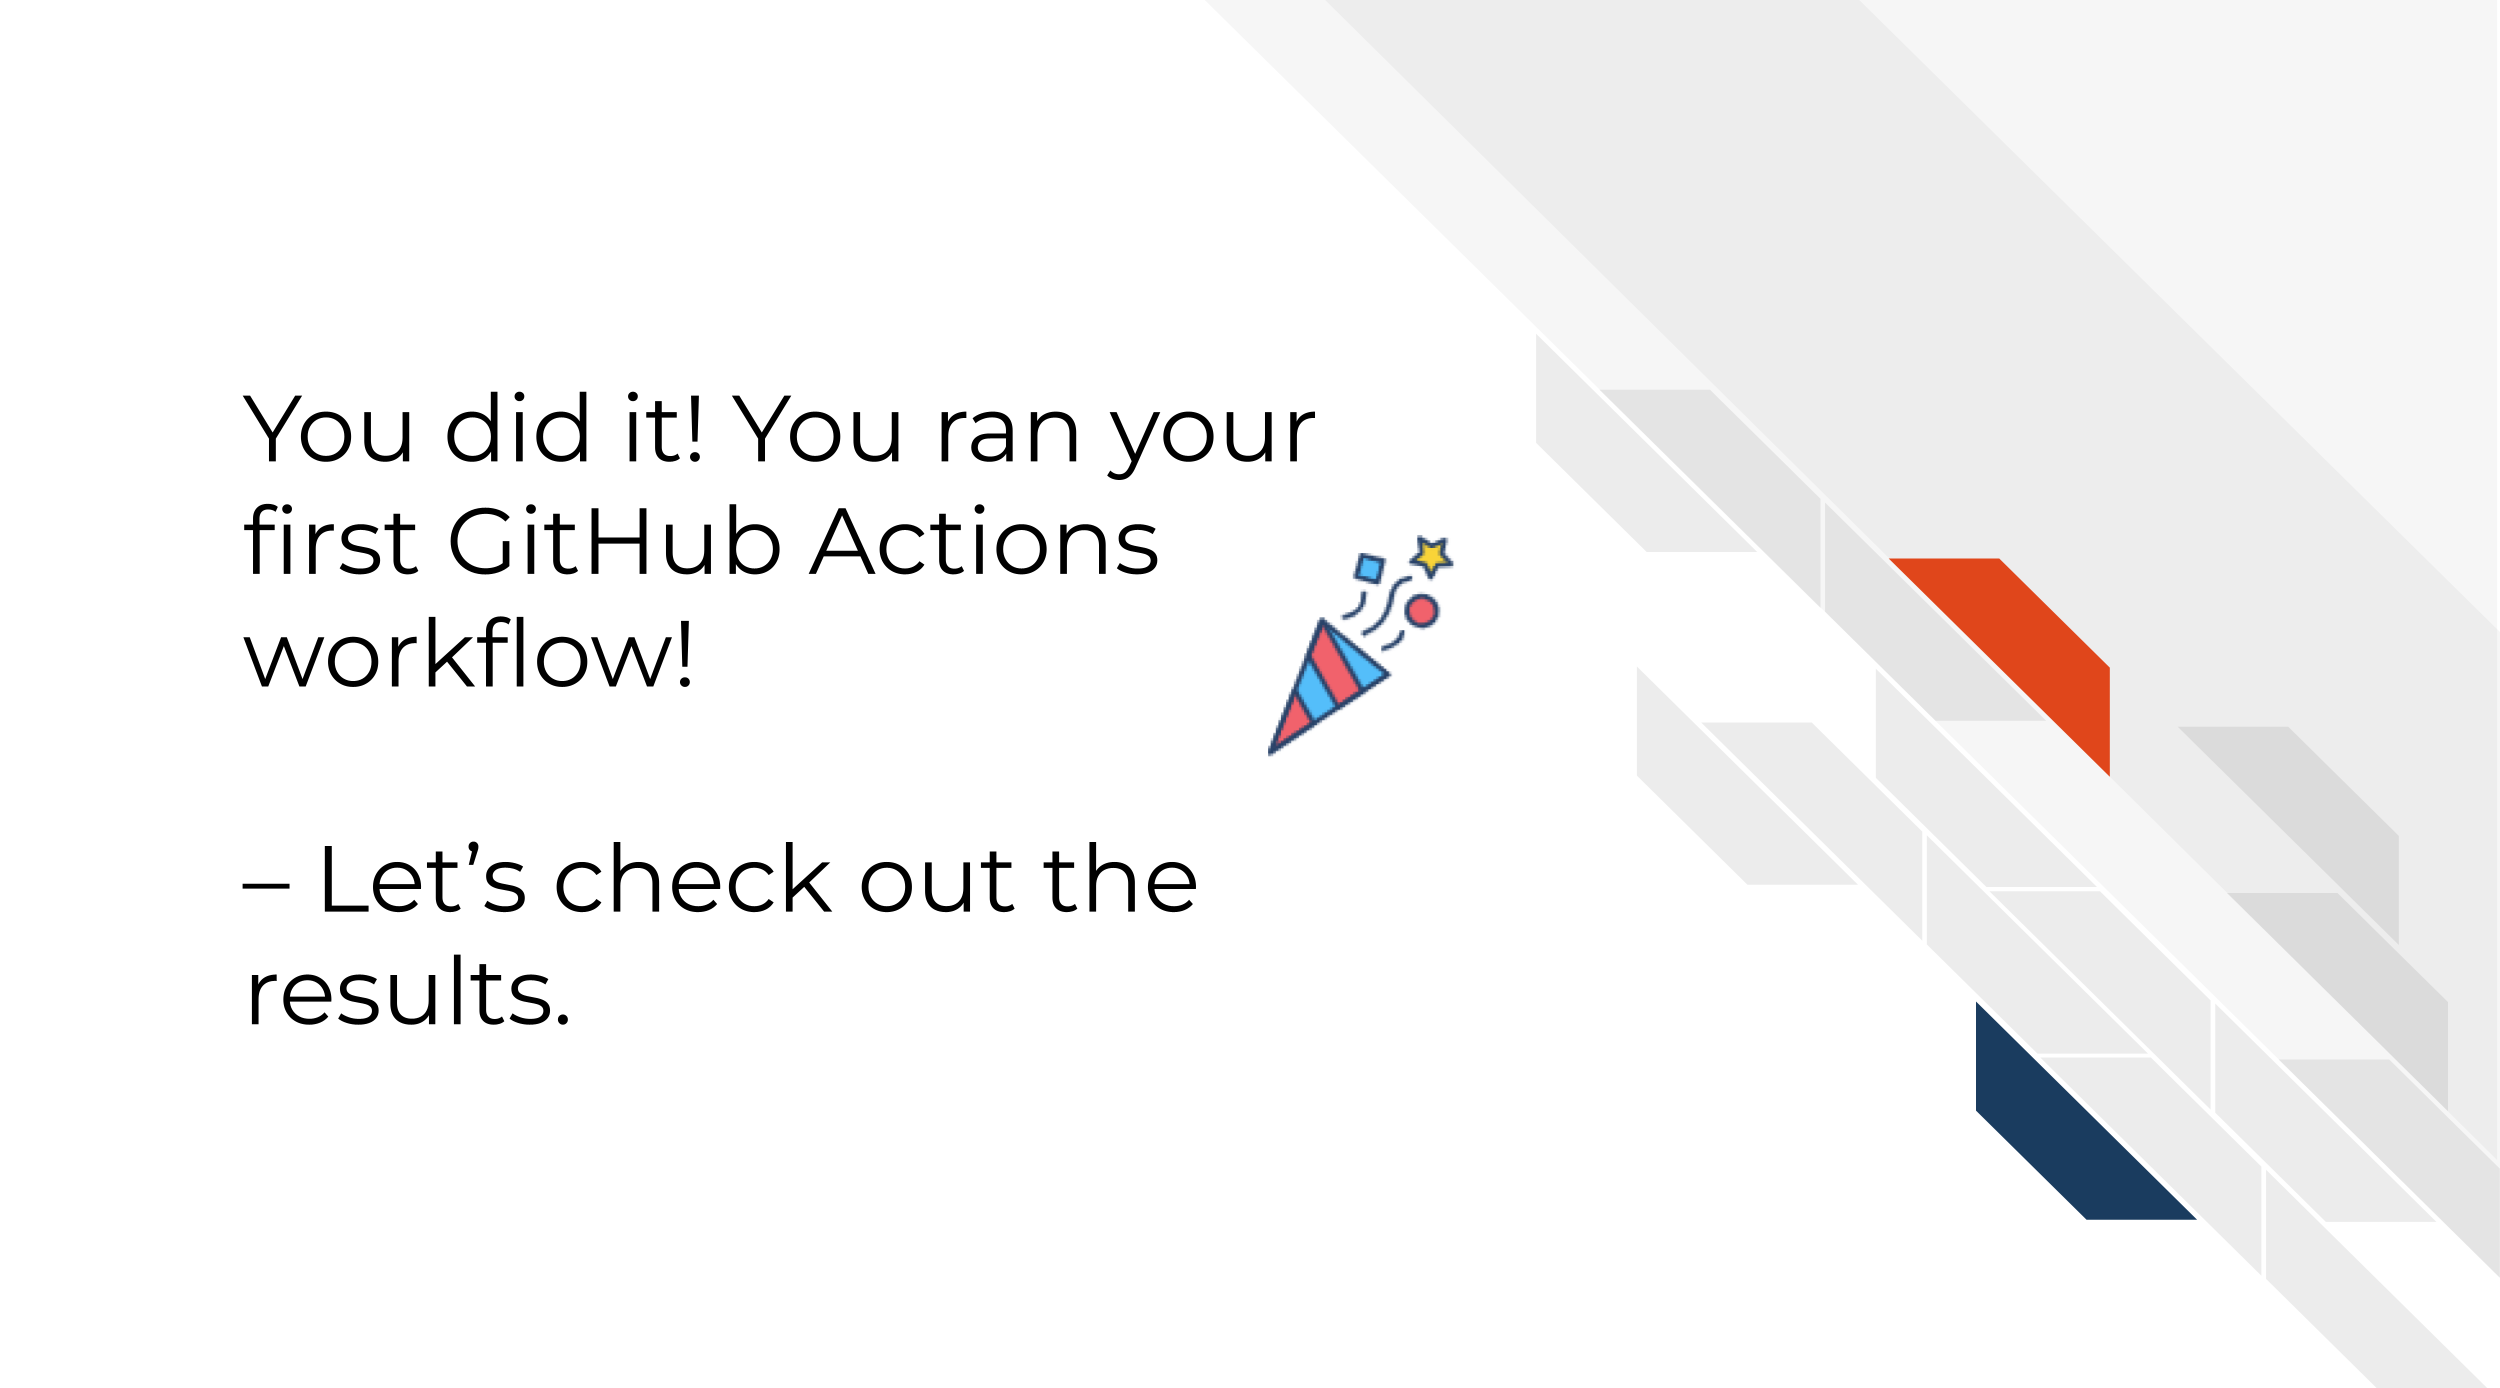 You did it! You ran your
first GitHub Actions
workflow!
– Let’s check out the
results.